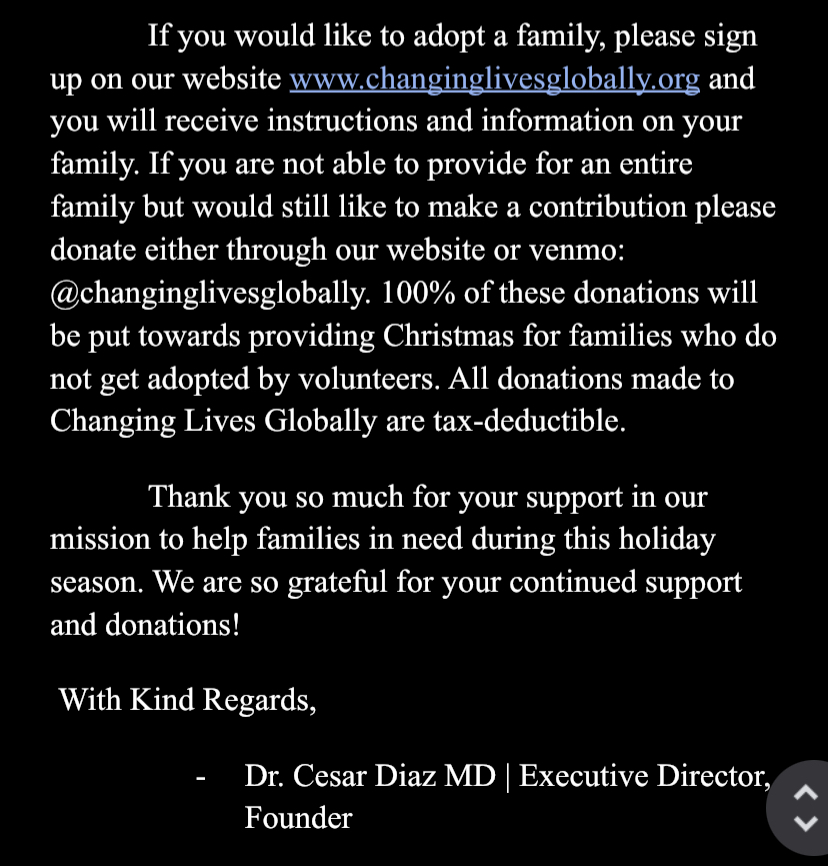 If you would like to adopt a family, please sign
up on our website www.changinglivesglobally.org and
you will receive instructions and information on your
family. If you are not able to provide for an entire
family but would still like to make a contribution please
donate either through our website or venmo:
@changinglivesglobally. 100% of these donations will
be put towards providing Christmas for families who do
not get adopted by volunteers. All donations made to
Changing Lives Globally are tax-deductible.
Thank you so much for your support in our
mission to help families in need during this holiday
season. We are so grateful for your continued support
and donations!
With Kind Regards,
- Dr. Cesar Diaz MD | Executive Director,
Founder